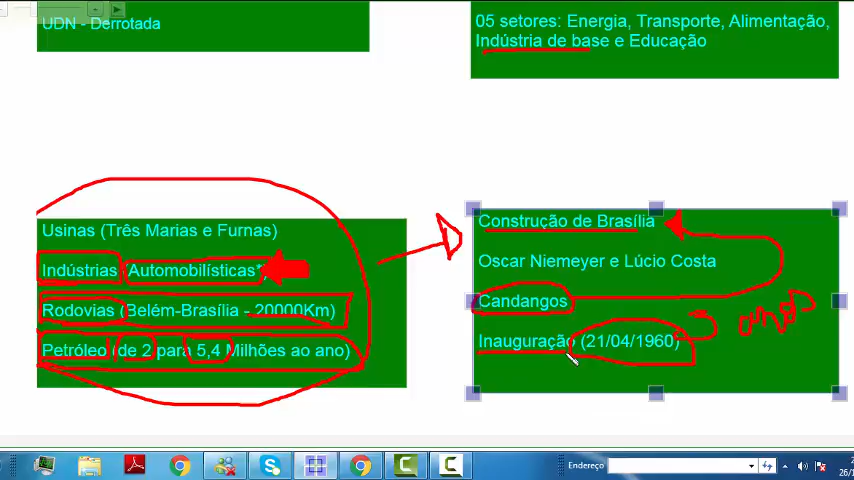 UDN - Derrotada
05 setores: Energia, Transporte, Alimentação,
Indústria de base e Educação
Usinas (Três Marias e Furnas)
Indústrias (Automobilísticas*)
Rodovias (Belém-Brasília - 20000Km)
Petróleo (de 2 para 5,4 Milhões ao ano)
Construção de Brasília
Oscar Niemeyer e Lúcio Costa
Candangos
Inauguração (21/04/1960)
Endereço